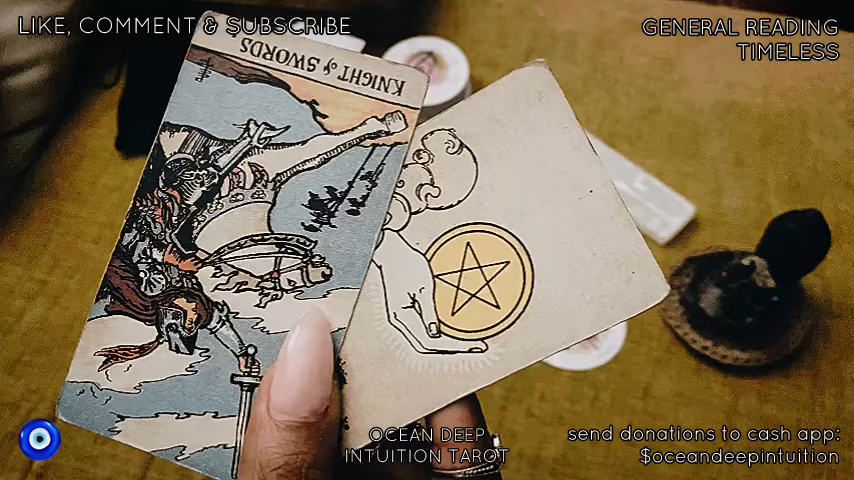 LIKE, COMMENT & SUBSCRIBE
GENERAL READING
TIMELESS
KNIGHT of SWORDS
OCEAN DEEP
INTUITION TAROT
send donations to cash app:
$oceandeepintuition